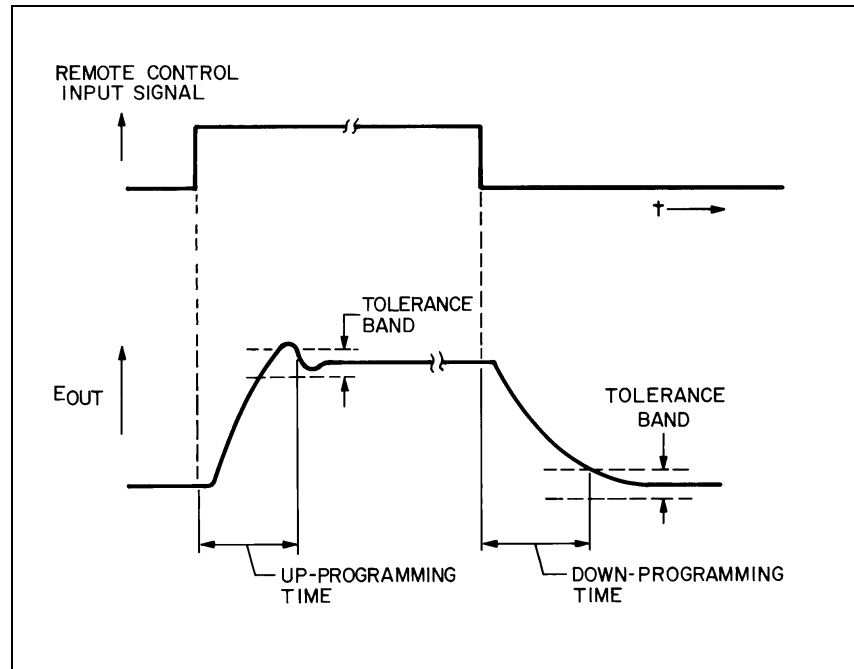 REMOTE CONTROL
INPUT SIGNAL
t
TOLERANCE
BAND
EOUT
TOLERANCE
BAND
UP-PROGRAMMING
TIME
DOWN-PROGRAMMING
TIME